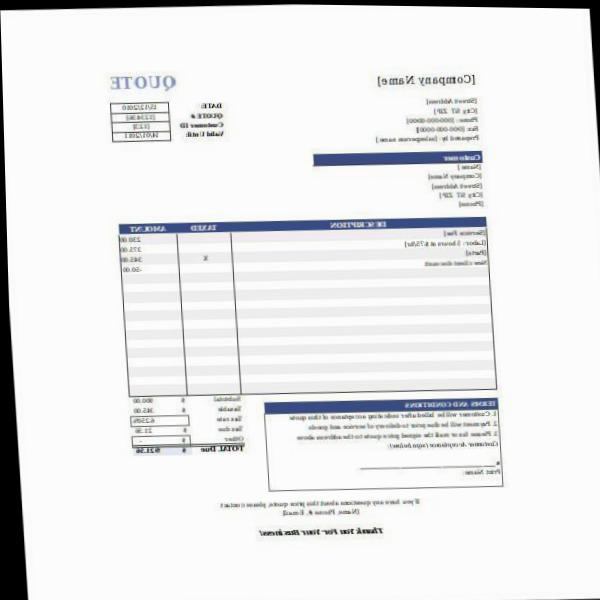 [Company Name]
QUOTE
[Street Address]
[City, ST ZIP]
Phone: [000-000-0000]
Fax: [000-000-0000]
Prepared by: [salesperson name]
DATE 15/12/2010
QUOTE # [123456]
Customer ID [123]
Valid Until: 14/01/2011
Customer
[Name]
[Company Name]
[Street Address]
[City, ST ZIP]
[Phone]
DESCRIPTION TAXED AMOUNT
[Service Fee] 230.00
[Labor: 5 hours at $75/hr] 375.00
[Parts] X 345.00
New client discount -50.00
Subtotal $ 900.00
Taxable $ 345.00
Tax rate 6.250%
Tax due $ 21.56
Other $ -
TOTAL Due $ 921.56
TERMS AND CONDITIONS
1. Customer will be billed after indicating acceptance of this quote
2. Payment will be due prior to delivery of service and goods
3. Please fax or mail the signed price quote to the address above
Customer Acceptance (sign below):
x
Print Name:
If you have any questions about this price quote, please contact
[Name, Phone #, E-mail]
Thank You For Your Business!